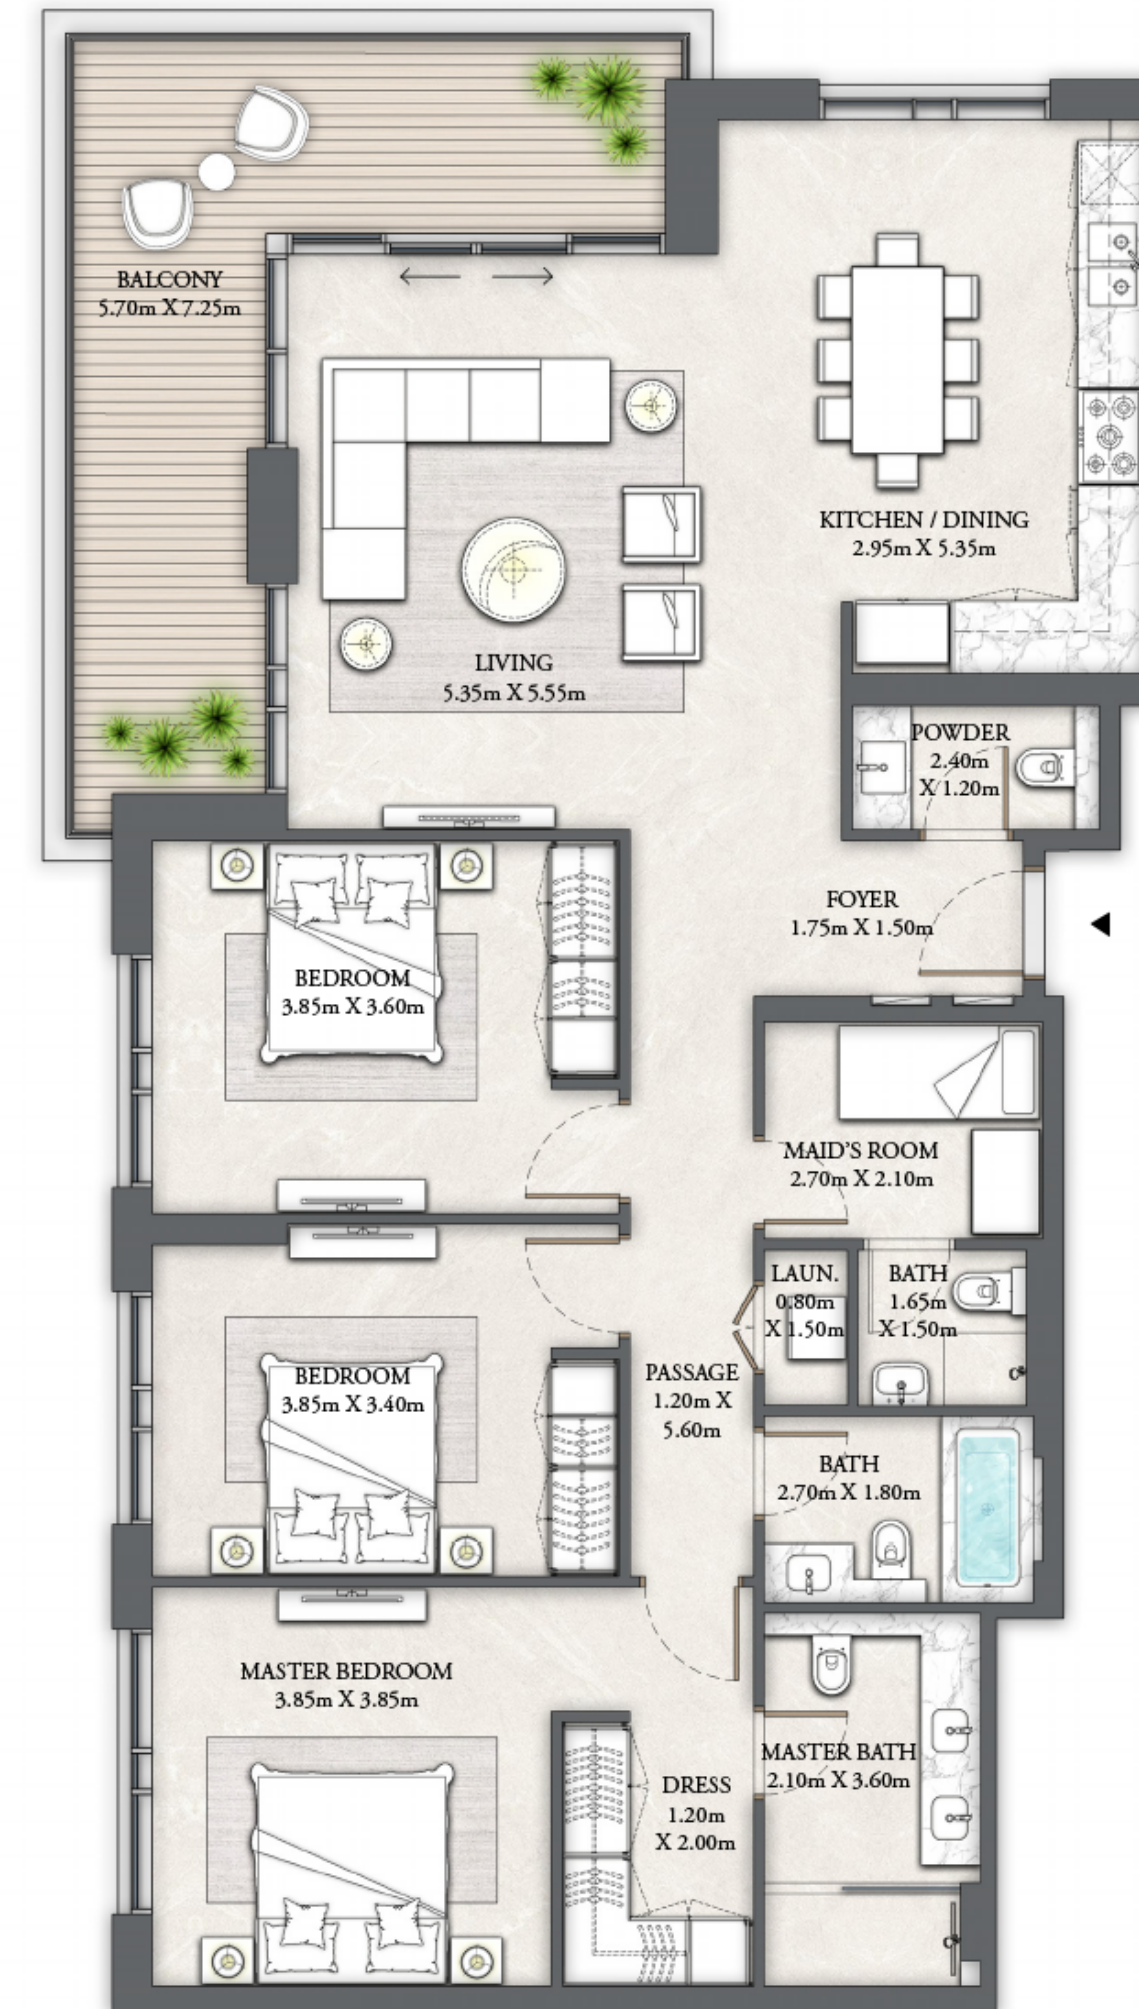 BALCONY
5.70m X 7.25m
KITCHEN / DINING
2.95m X 5.35m
LIVING
5.35m X 5.55m
POWDER
2.40m
X 1.20m
FOYER
1.75m X 1.50m
BEDROOM
3.85m X 3.60m
MAID'S ROOM
2.70m X 2.10m
LAUN.
0.80m
X 1.50m
BATH
1.65m
X 1.50m
BEDROOM
3.85m X 3.40m
PASSAGE
1.20m X
5.60m
BATH
2.70m X 1.80m
MASTER BEDROOM
3.85m X 3.85m
MASTER BATH
2.10m X 3.60m
DRESS
1.20m
X 2.00m